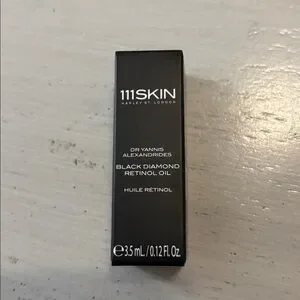 111SKIN
HARLEY ST. LONDON
DR YANNIS
ALEXANDRIDES
BLACK DIAMOND
RETINOL OIL
HUILE RÉTINOL
℮3.5 mL./0.12 Fl. Oz.